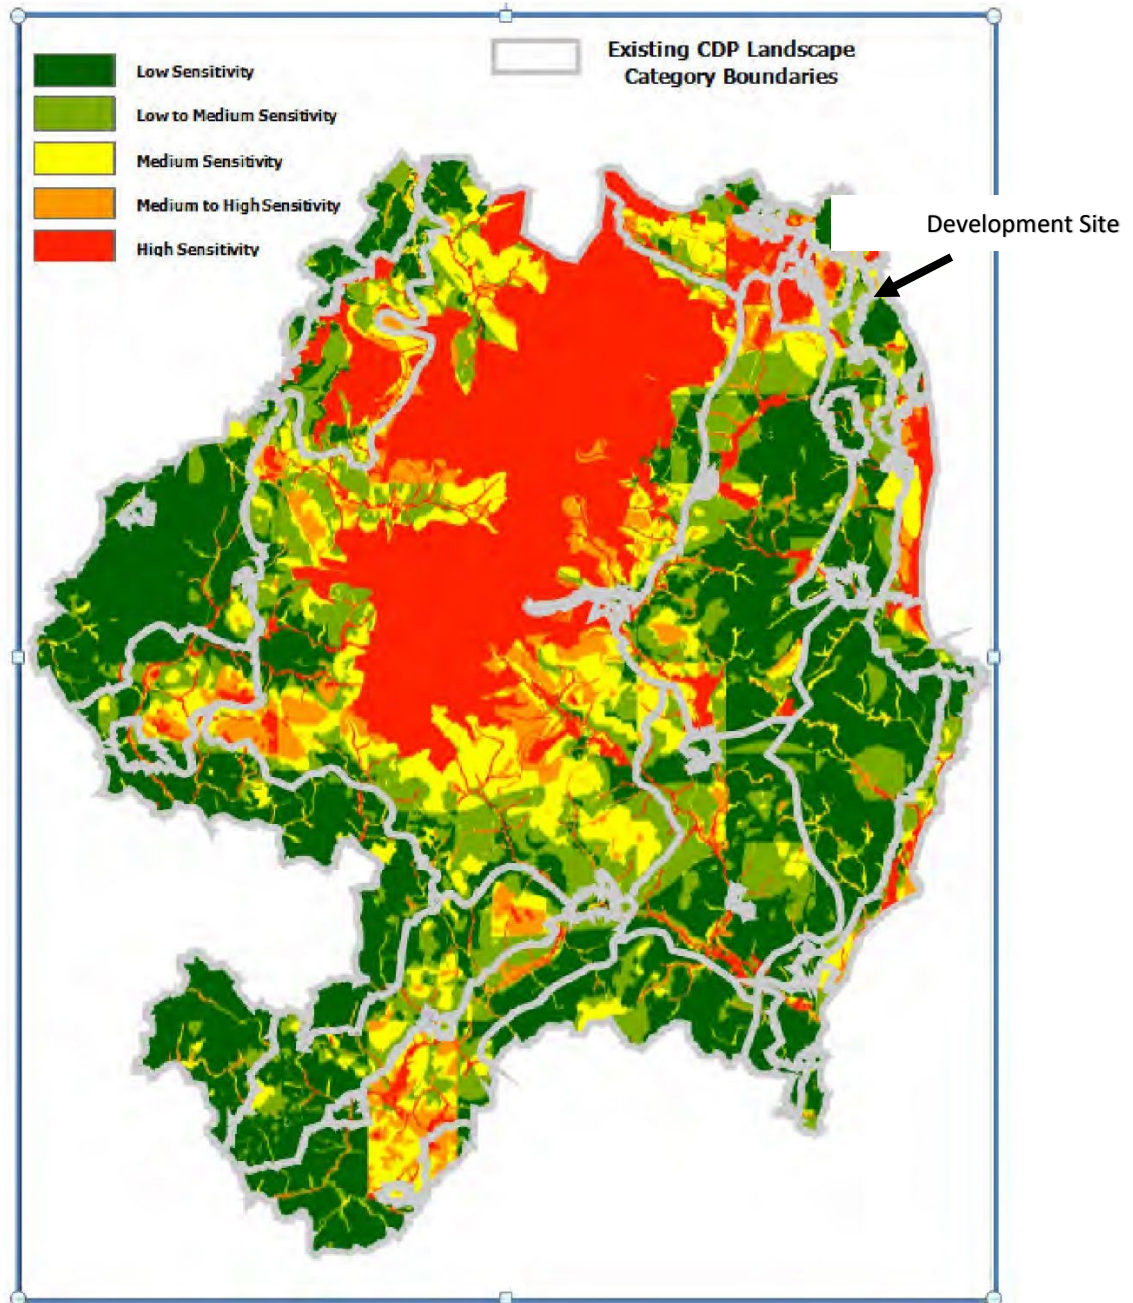 Existing CDP Landscape
Category Boundaries
Low Sensitivity
Low to Medium Sensitivity
Medium Sensitivity
Medium to High Sensitivity
High Sensitivity
Development Site